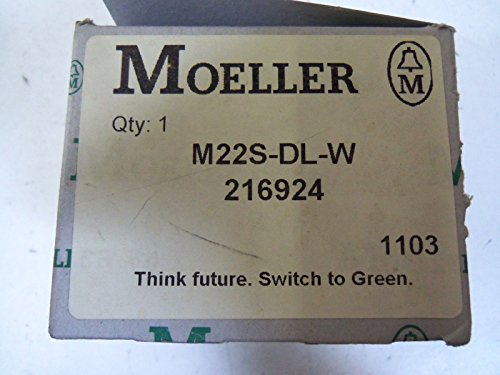 MOELLER
M
Qty: 1
M22S-DL-W
216924
1103
Think future. Switch to Green.